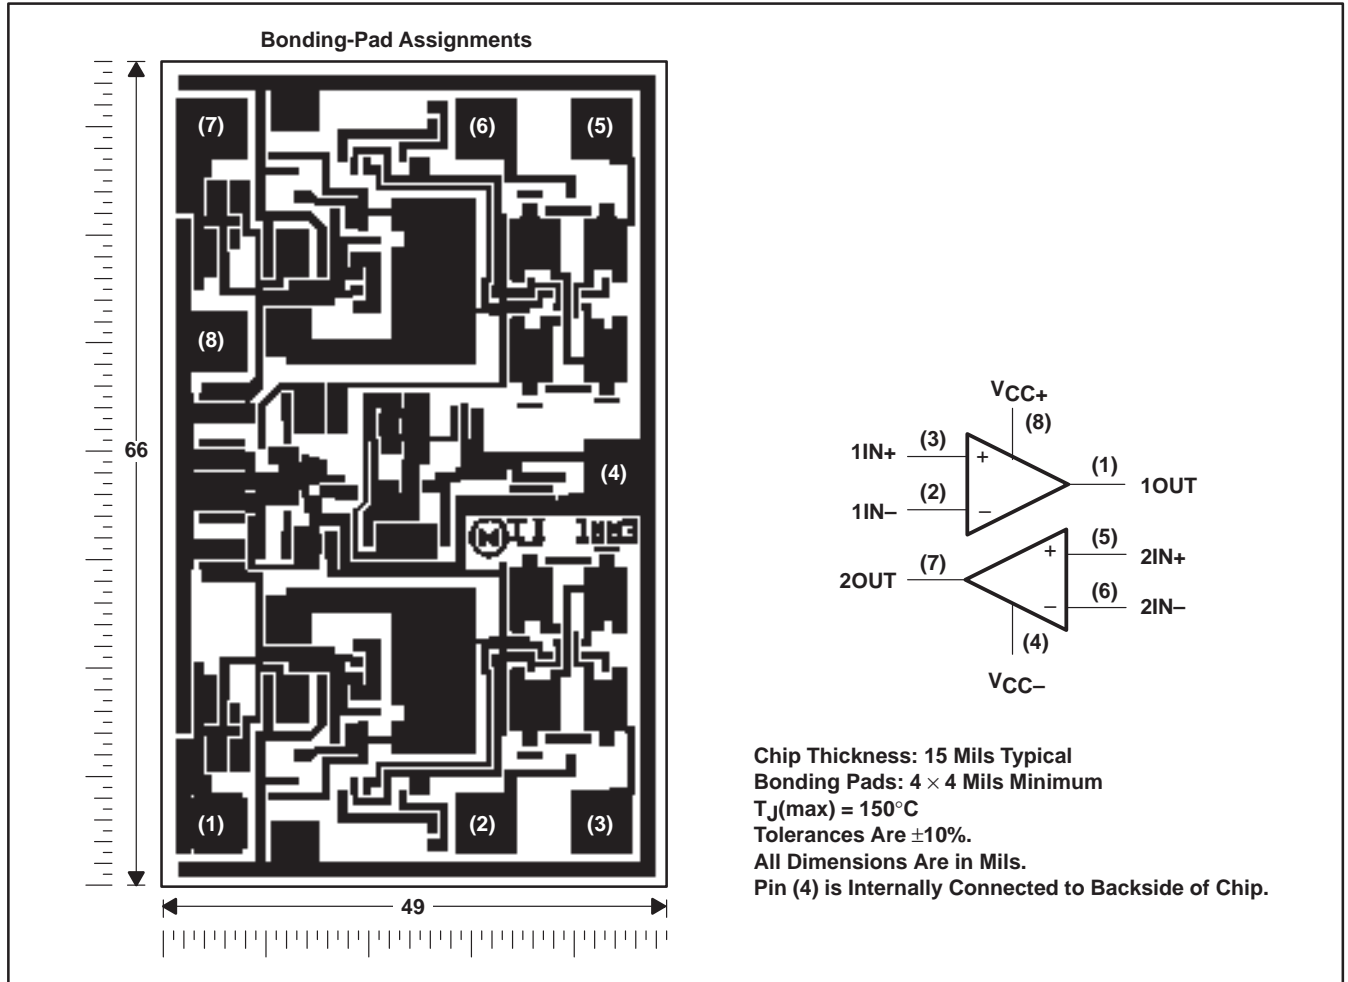 Bonding-Pad Assignments
(7)
(6)
(5)
(8)
66
(4)
(1)
(2)
(3)
49
VCC+
(8)
1IN+
(3)
+
(1)
1OUT
1IN–
(2)
–
2OUT
(7)
+
(5)
2IN+
–
(6)
2IN–
(4)
VCC–
Chip Thickness: 15 Mils Typical
Bonding Pads: 4 × 4 Mils Minimum
TJ(max) = 150°C
Tolerances Are ±10%.
All Dimensions Are in Mils.
Pin (4) is Internally Connected to Backside of Chip.